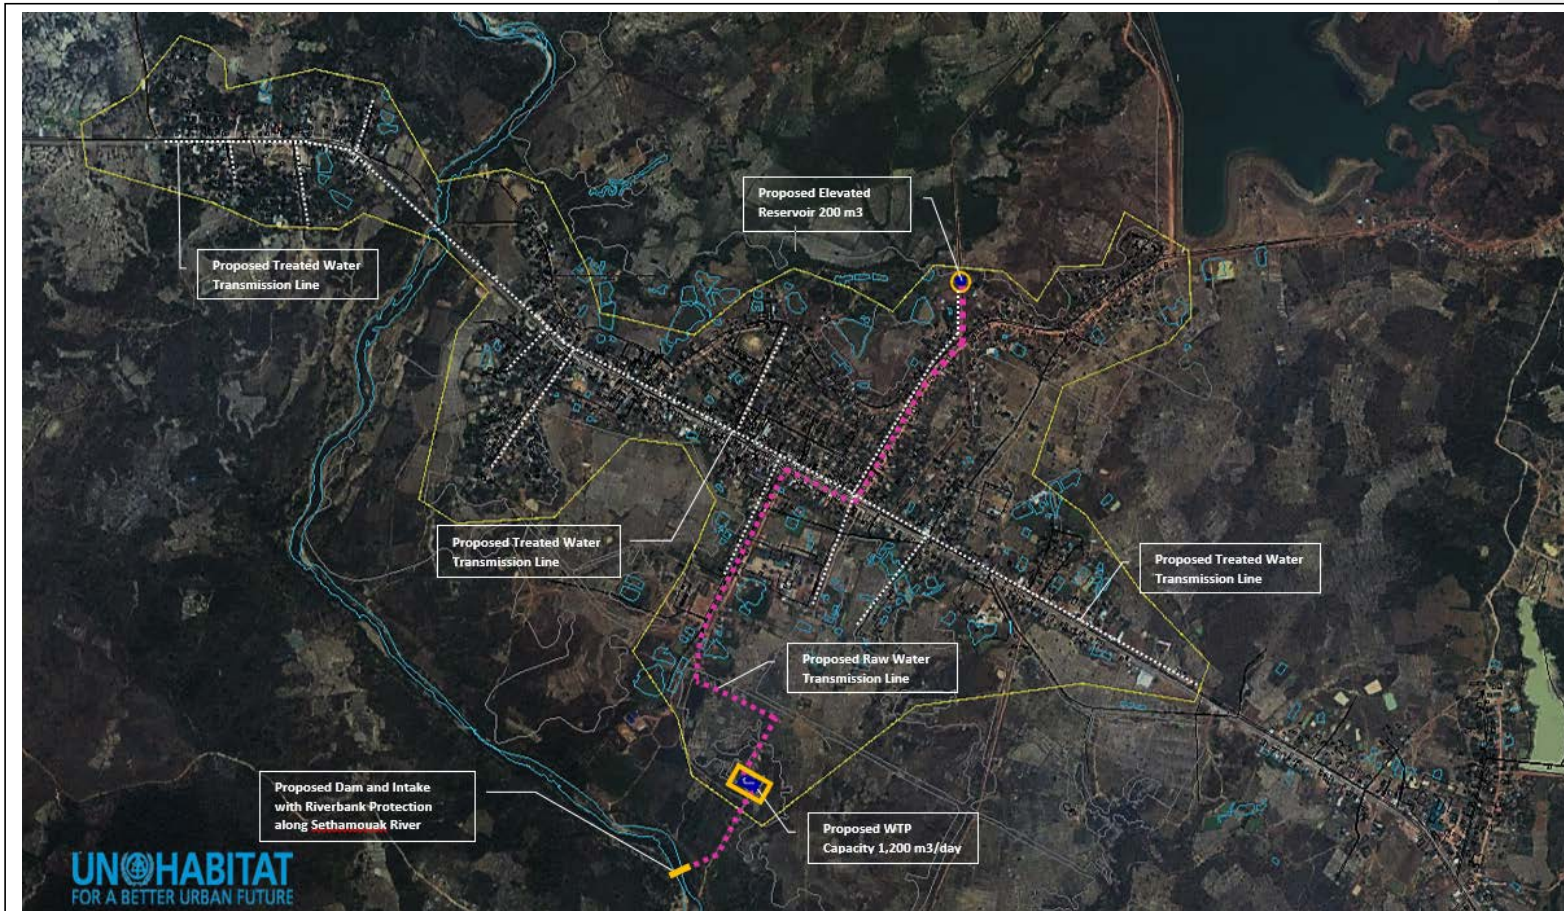 Proposed Elevated
Reservoir 200 m3
Proposed Treated Water
Transmission Line
Proposed Treated Water
Transmission Line
Proposed Treated Water
Transmission Line
Proposed Raw Water
Transmission Line
Proposed Dam and Intake
with Riverbank Protection
along Sethamouak River
Proposed WTP
Capacity 1,200 m3/day
UN HABITAT
FOR A BETTER URBAN FUTURE